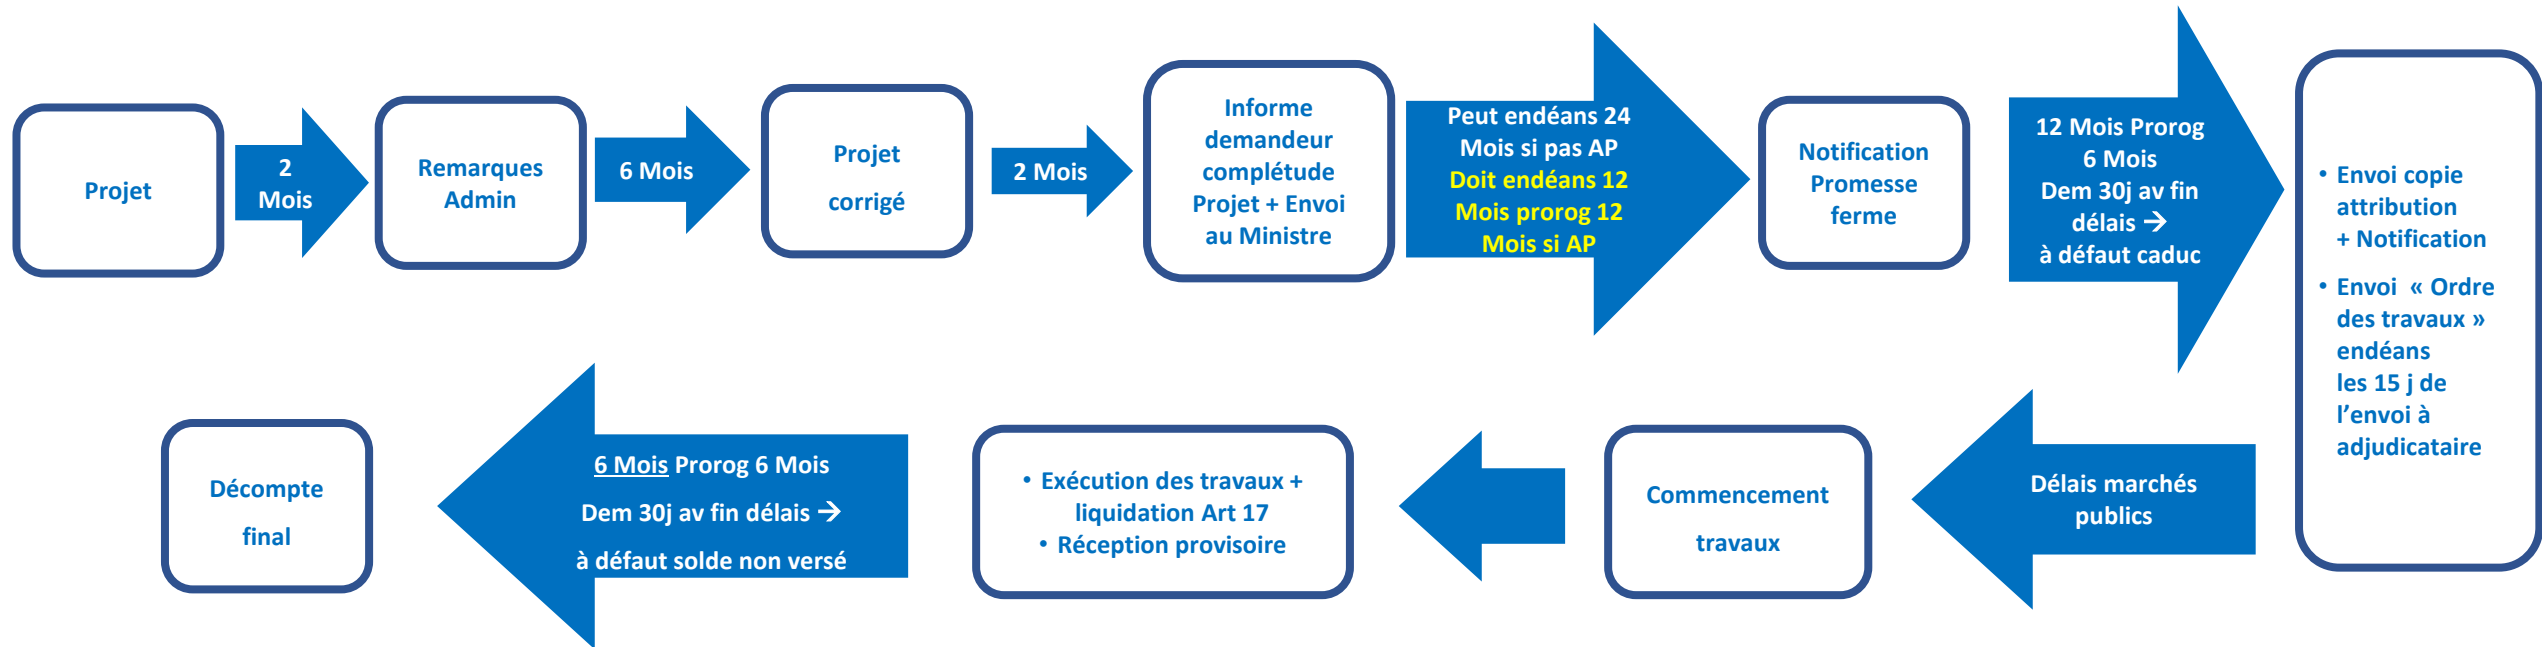 Projet
2
Mois
Remarques
Admin
6 Mois
Projet
corrigé
2 Mois
Informe
demandeur
complétude
Projet + Envoi
au Ministre
Peut endéans 24
Mois si pas AP
Doit endéans 12
Mois prorog 12
Mois si AP
Notification
Promesse
ferme
12 Mois Prorog
6 Mois
Dem 30j av fin
délais →
à défaut caduc
• Envoi copie
attribution
+ Notification
• Envoi « Ordre
des travaux »
endéans
les 15 j de
l’envoi à
adjudicataire
Délais marchés
publics
Commencement
travaux
• Exécution des travaux +
liquidation Art 17
• Réception provisoire
6 Mois Prorog 6 Mois
Dem 30j av fin délais →
à défaut solde non versé
Décompte
final